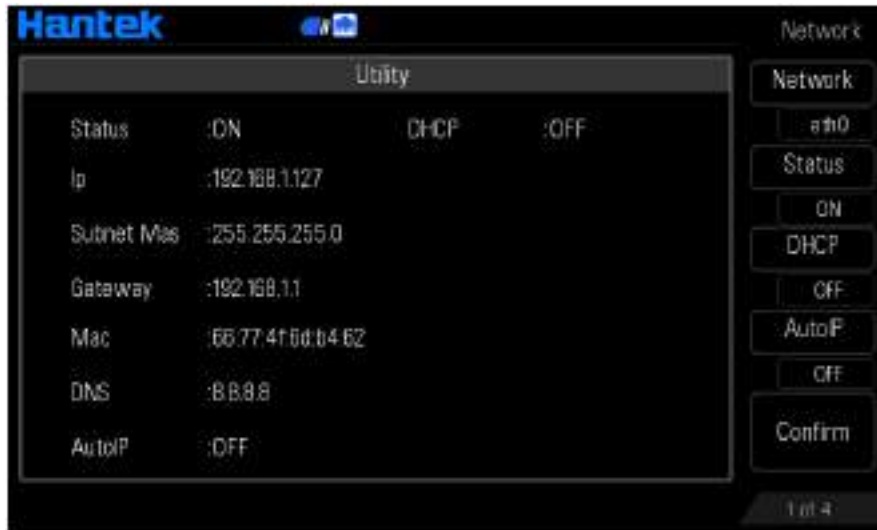 Hantek
Network
Utility
Network
Status :ON DHCP :OFF
eth0
Ip :192.168.1.127
Status
ON
Subnet Mas :255.255.255.0
DHCP
Gateway :192.168.1.1
OFF
Mac :66:77:4f:6d:b4:62
AutoIP
OFF
DNS :8.8.8.8
Confirm
AutoIP :OFF
1 of 4